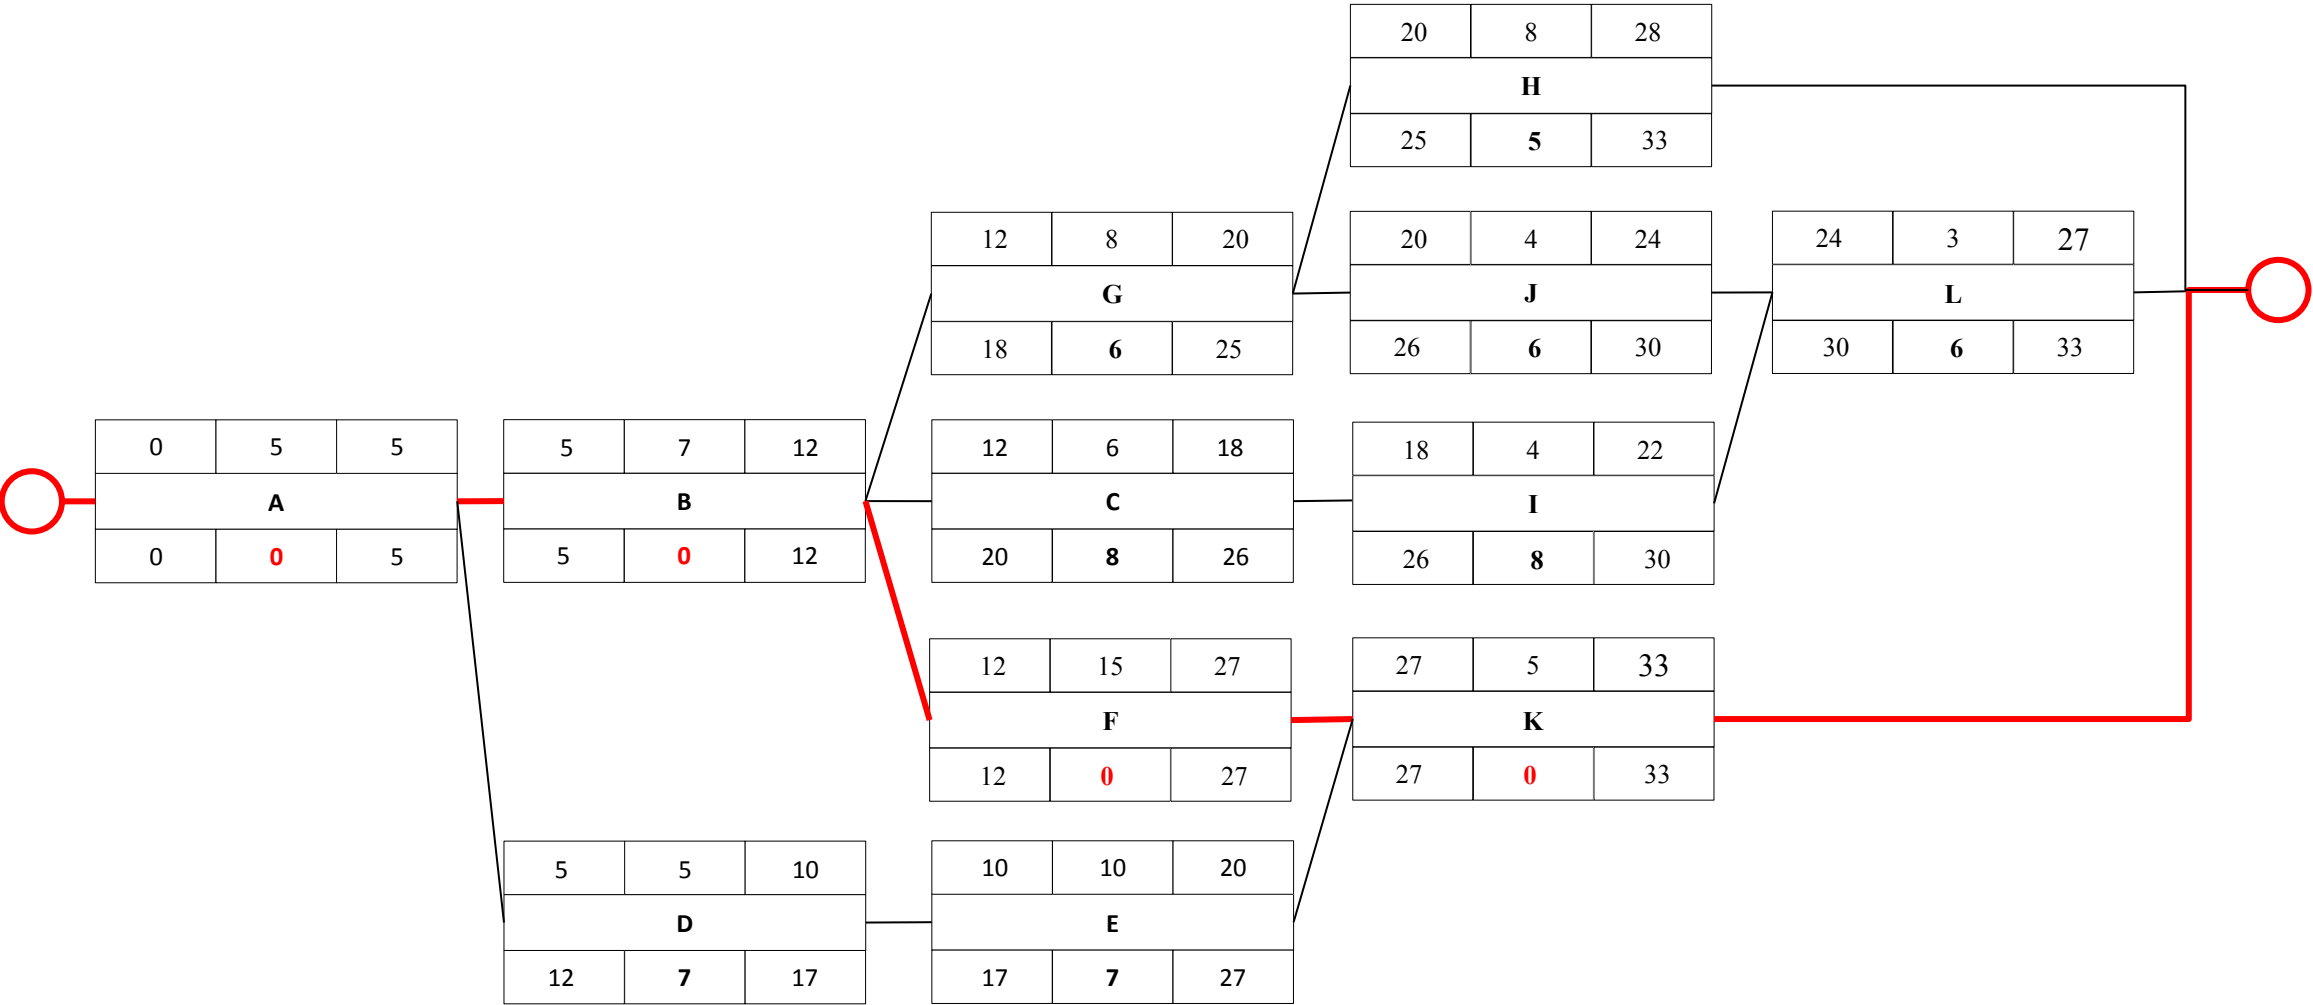 20 8 28
H
25 5 33
12 8 20
G
18 6 25
20 4 24
J
26 6 30
24 3 27
L
30 6 33
0 5 5
A
0 0 5
5 7 12
B
5 0 12
12 6 18
C
20 8 26
18 4 22
I
26 8 30
12 15 27
F
12 0 27
27 5 33
K
27 0 33
5 5 10
D
12 7 17
10 10 20
E
17 7 27